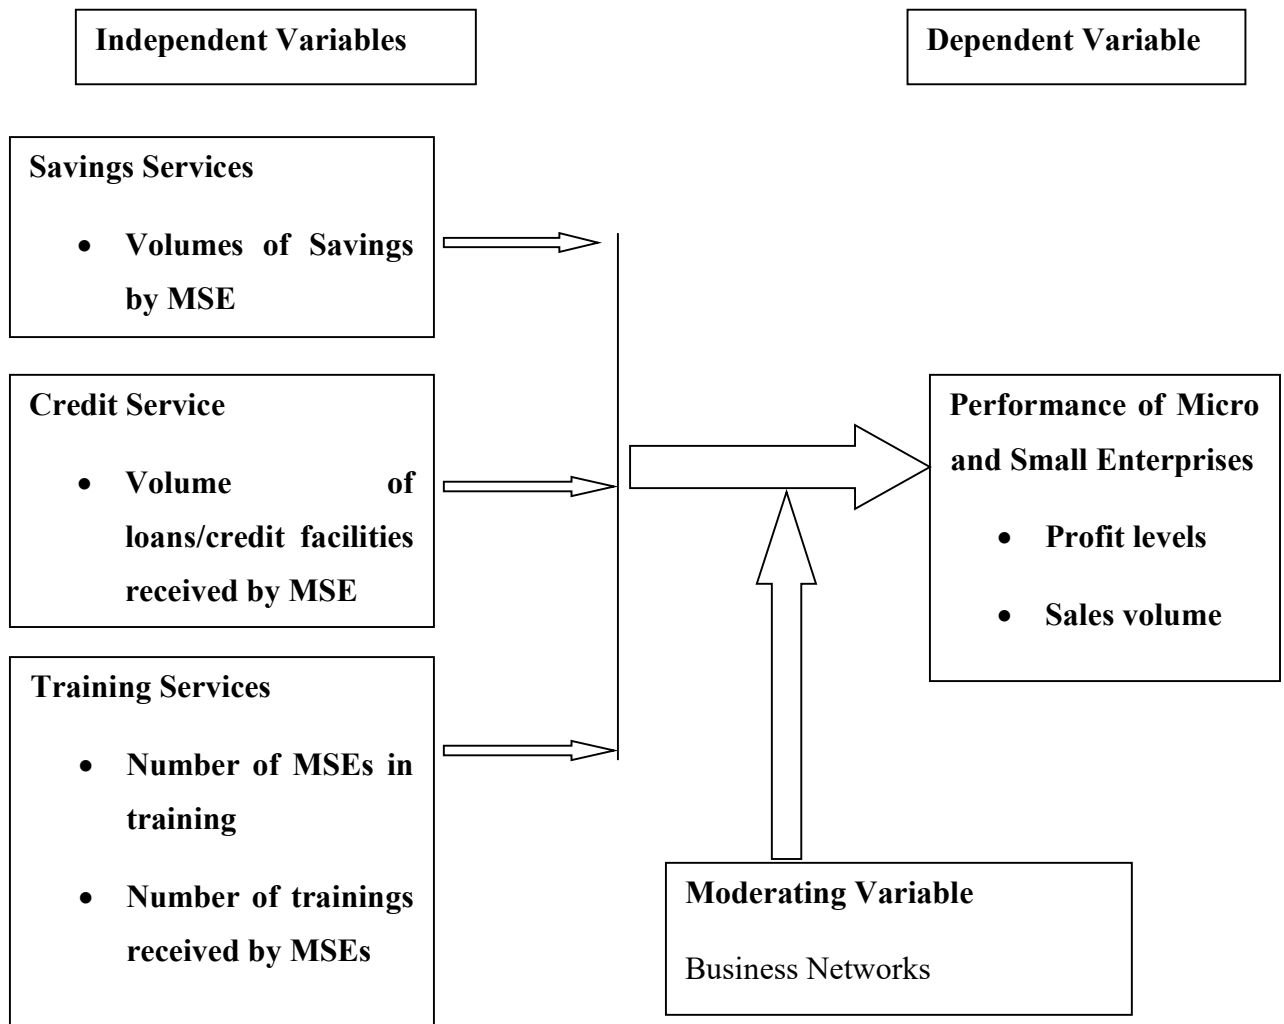 Independent Variables
Dependent Variable
Savings Services
• Volumes of Savings
by MSE
Credit Service
• Volume of
loans/credit facilities
received by MSE
Training Services
• Number of MSEs in
training
• Number of trainings
received by MSEs
Performance of Micro
and Small Enterprises
• Profit levels
• Sales volume
Moderating Variable
Business Networks